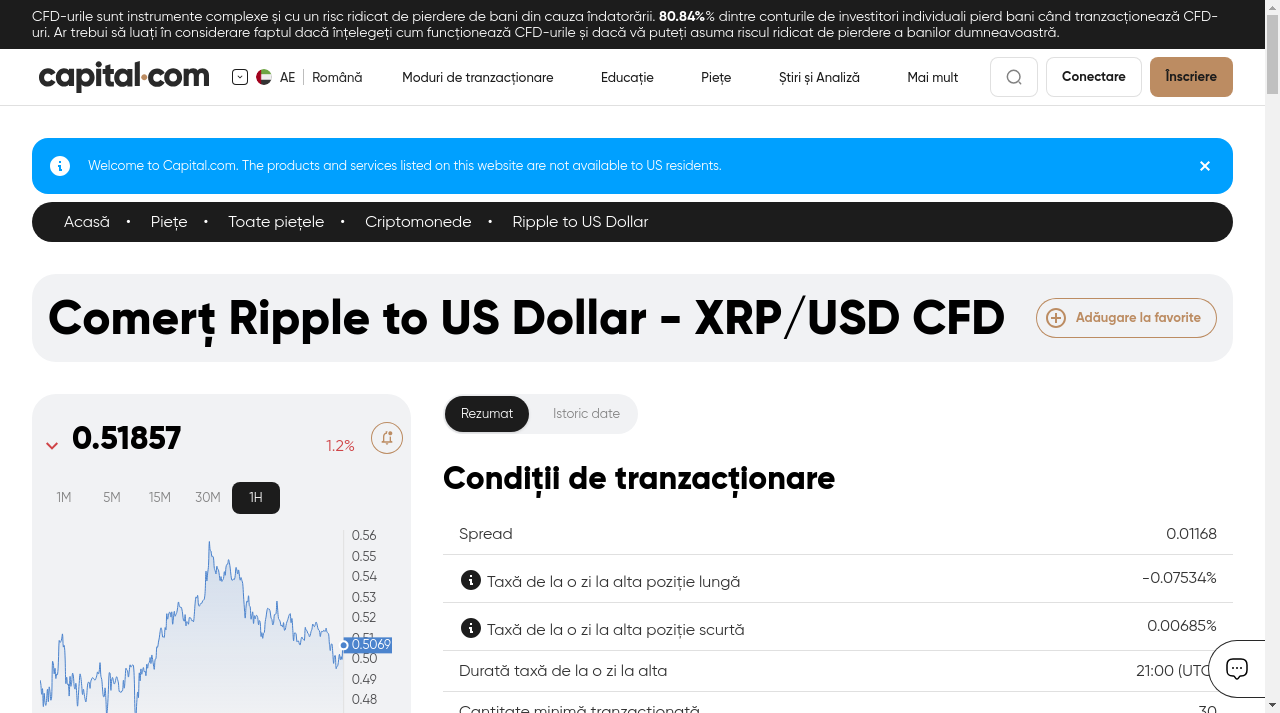 CFD-urile sunt instrumente complexe și cu un risc ridicat de pierdere de bani din cauza îndatorării. 80.84%% dintre conturile de investitori individuali pierd bani când tranzacționează CFD-
uri. Ar trebui să luați în considerare faptul dacă înțelegeți cum funcționează CFD-urile și dacă vă puteți asuma riscul ridicat de pierdere a banilor dumneavoastră.
capital.com
AE
Română
Moduri de tranzacționare
Educație
Piețe
Știri și Analiză
Mai mult
Conectare
Înscriere
Welcome to Capital.com. The products and services listed on this website are not available to US residents.
Acasă • Piețe • Toate piețele • Criptomonede • Ripple to US Dollar
Comerț Ripple to US Dollar - XRP/USD CFD
Adăugare la favorite
0.51857
1.2%
1M 5M 15M 30M 1H
0.56
0.55
0.54
0.53
0.52
0.51
0.5069
0.50
0.49
0.48
Rezumat
Istoric date
Condiții de tranzacționare
Spread 0.01168
Taxă de la o zi la alta poziție lungă -0.07534%
Taxă de la o zi la alta poziție scurtă 0.00685%
Durată taxă de la o zi la alta 21:00 (UTC
Cantitate minimă tranzacționată 30